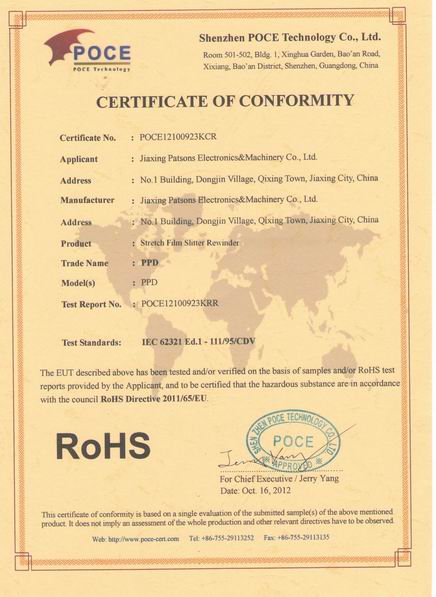 POCE
POCE Technology
Shenzhen POCE Technology Co., Ltd.
Room 501-502, Bldg. 1, Xinghua Garden, Bao'an Road,
Xixiang, Bao'an District, Shenzhen, Guangdong, China
CERTIFICATE OF CONFORMITY
Certificate No. : POCE12100923KCR
Applicant : Jiaxing Patsons Electronics&Machinery Co., Ltd.
Address : No.1 Building, Dongjin Village, Qixing Town, Jiaxing City, China
Manufacturer : Jiaxing Patsons Electronics&Machinery Co., Ltd.
Address : No.1 Building, Dongjin Village, Qixing Town, Jiaxing City, China
Product : Stretch Film Slitter Rewinder
Trade Name : PPD
Model(s) : PPD
Test Report No. : POCE12100923KRR
Test Standards: IEC 62321 Ed.1 - 111/95/CDV
The EUT described above has been tested and/or verified on the basis of samples and/or RoHS test
reports provided by the Applicant, and to be certified that the hazardous substance are in accordance
with the council RoHS Directive 2011/65/EU.
RoHS
SHEN ZHEN POCE TECHNOLOGY CO., LTD
POCE
APPROVED
For Chief Executive / Jerry Yang
Date: Oct. 16, 2012
This certificate of conformity is based on a single evaluation of the submitted sample(s) of the above mentioned
product. It does not imply an assessment of the whole production and other relevant directives have to be observed.
Web: http://www.poce-cert.com Tel: +86-755-29113252 Fax: +86-755-29113135